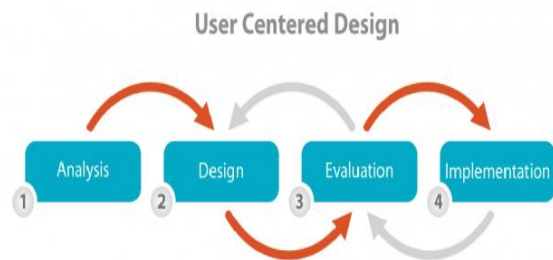 User Centered Design
Analysis
Design
Evaluation
Implementation
1
2
3
4